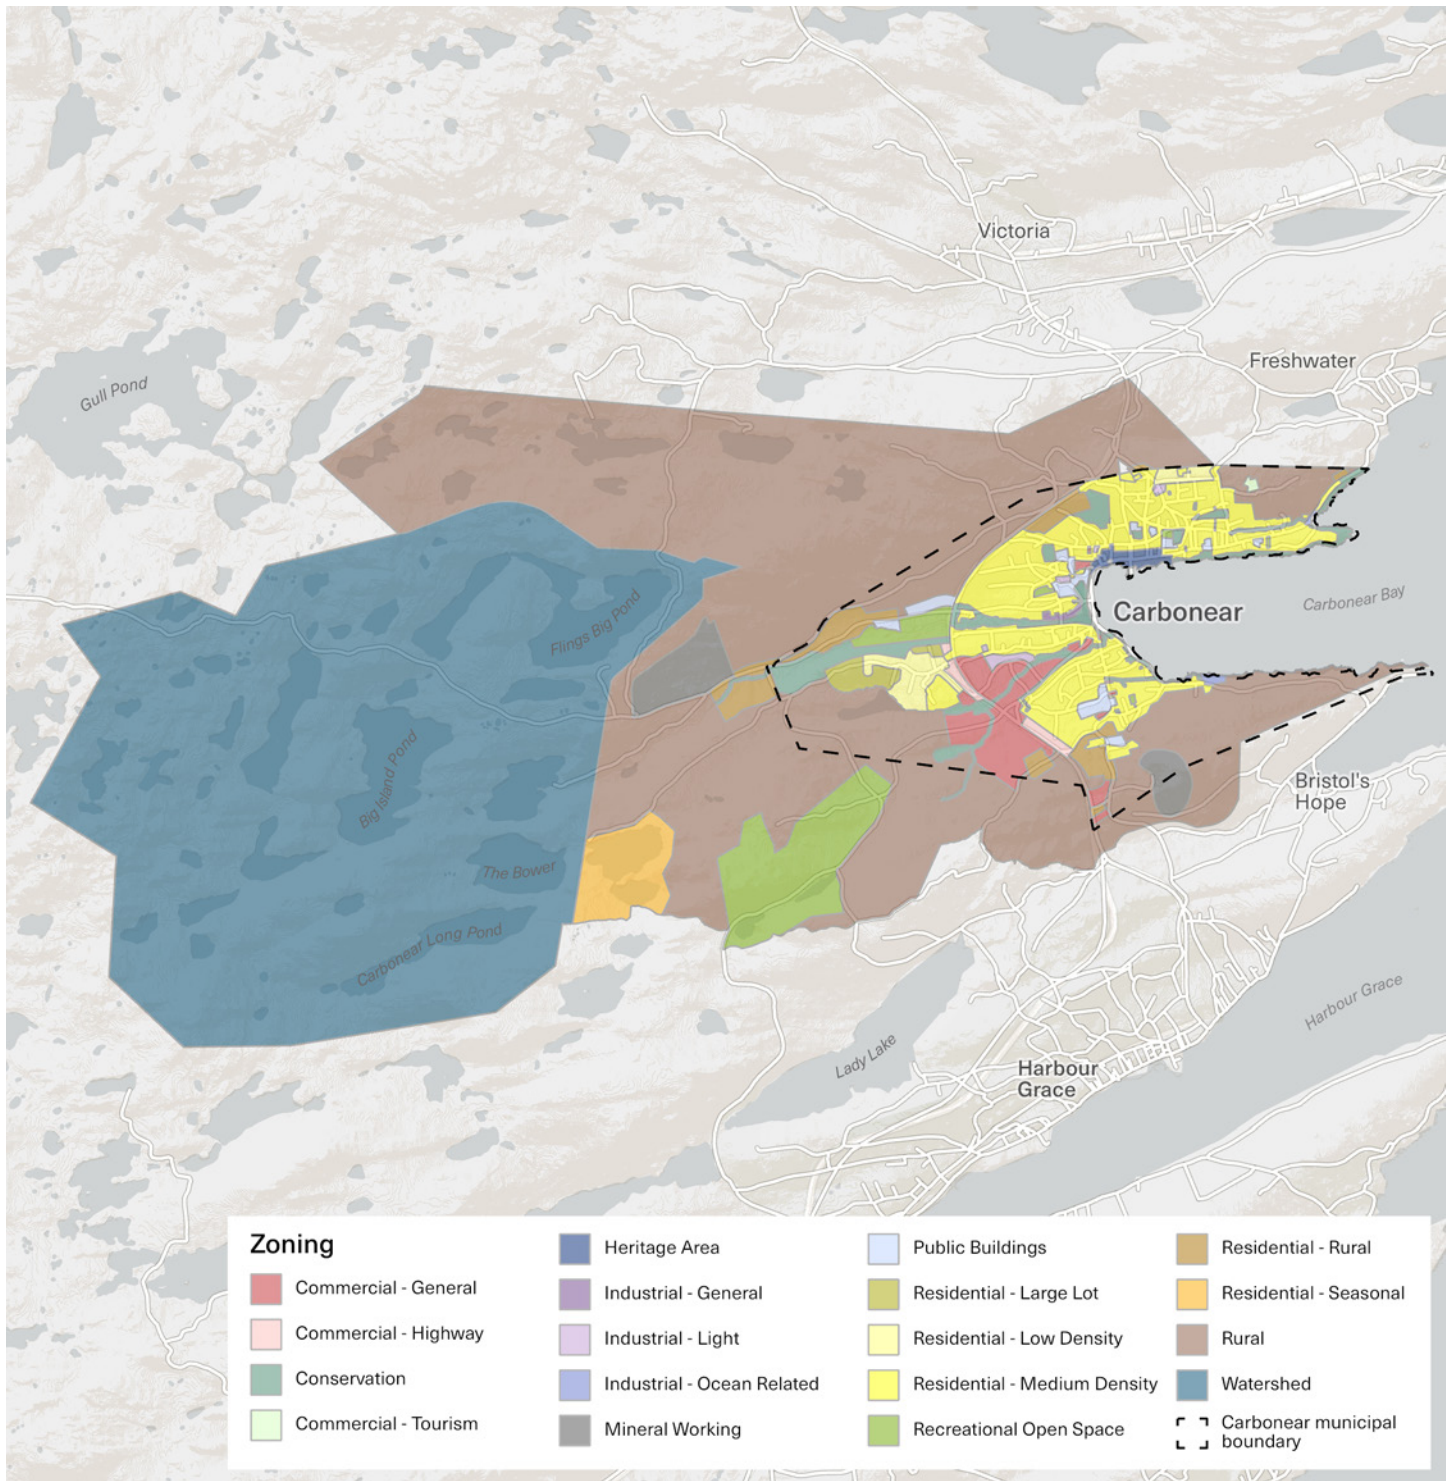 Victoria
Freshwater
Gull Pond
Carbonear
Carbonear Bay
Flings Big Pond
Big Island Pond
Bristol's
Hope
The Bower
Carbonear Long Pond
Harbour Grace
Lady Lake
Harbour
Grace
Zoning
Commercial - General
Commercial - Highway
Conservation
Commercial - Tourism
Heritage Area
Industrial - General
Industrial - Light
Industrial - Ocean Related
Mineral Working
Public Buildings
Residential - Large Lot
Residential - Low Density
Residential - Medium Density
Recreational Open Space
Residential - Rural
Residential - Seasonal
Rural
Watershed
Carbonear municipal
boundary